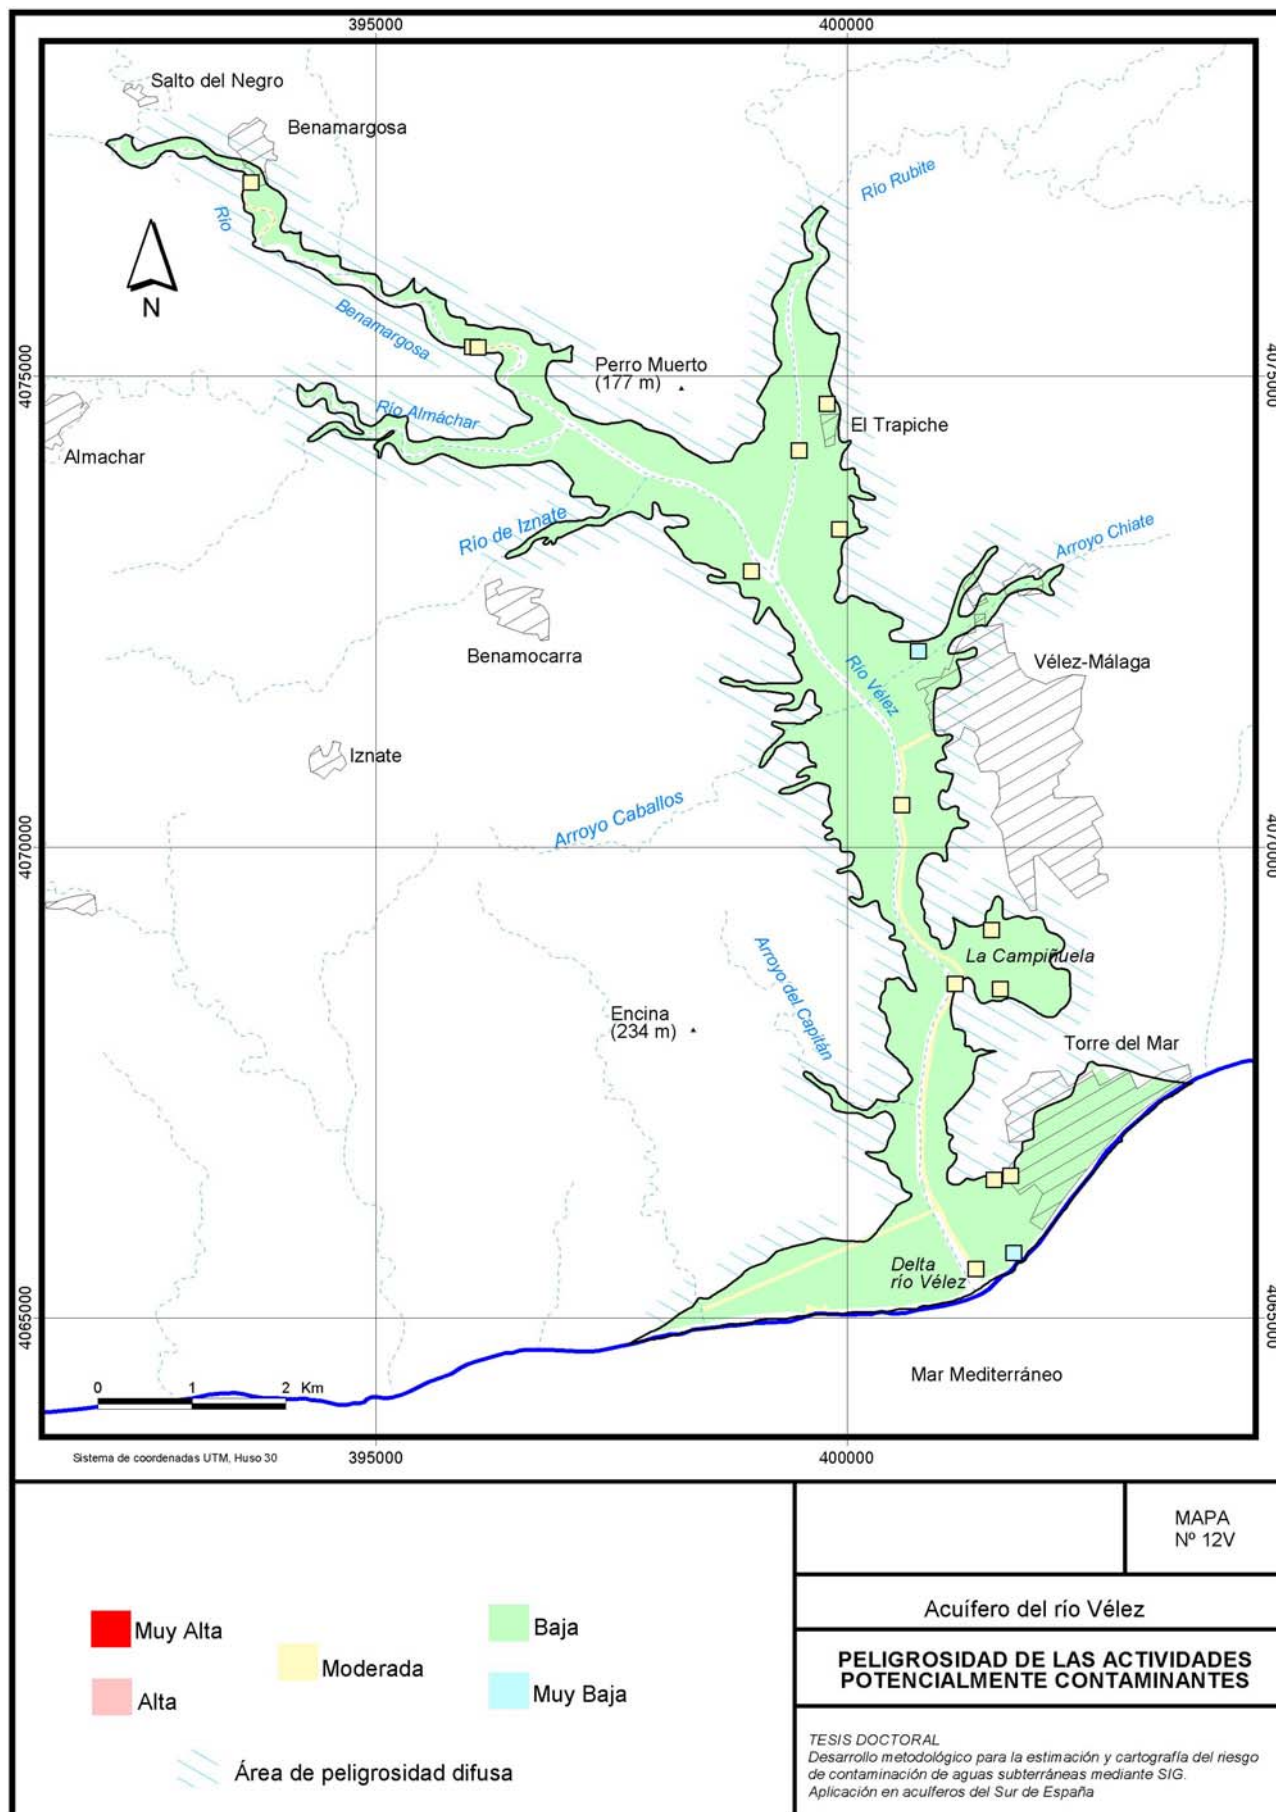 395000
400000
Salto del Negro
Benamargosa
Río Rubite
Río
N
Benamargosa
Perro Muerto
(177 m)
4075000
4075000
Río Almáchar
El Trapiche
Almachar
Río de Iznate
Arroyo Chiate
Benamocarra
Vélez-Málaga
Río Vélez
Iznate
Arroyo Caballos
4070000
4070000
La Campiñuela
Arroyo del Capitán
Encina
(234 m)
Torre del Mar
Delta
río Vélez
4065000
4065000
Mar Mediterráneo
0 1 2 Km
Sistema de coordenadas UTM, Huso 30
395000
400000
MAPA
Nº 12V
Acuífero del río Vélez
PELIGROSIDAD DE LAS ACTIVIDADES
POTENCIALMENTE CONTAMINANTES
Muy Alta
Alta
Moderada
Baja
Muy Baja
Área de peligrosidad difusa
TESIS DOCTORAL
Desarrollo metodológico para la estimación y cartografía del riesgo
de contaminación de aguas subterráneas mediante SIG.
Aplicación en acuíferos del Sur de España